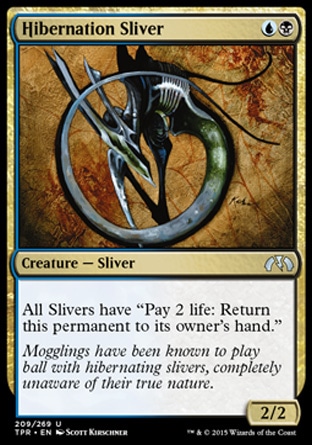 Hibernation Sliver
Creature — Sliver
All Slivers have “Pay 2 life: Return
this permanent to its owner’s hand.”
Mogglings have been known to play
ball with hibernating slivers, completely
unaware of their true nature.
2/2
209/269 U
TPR • EN Scott Kirschner
™ & © 2015 Wizards of the Coast